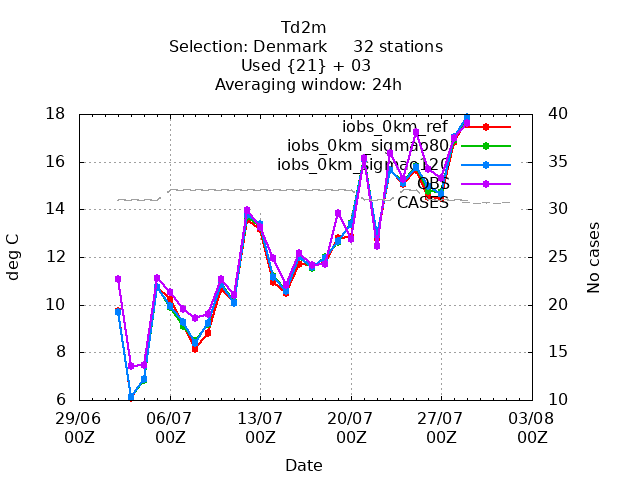 Td2m
Selection: Denmark 32 stations
Used {21} + 03
Averaging window: 24h
18 40
iobs_0km_ref
iobs_0km_sigmao80
16 35
iobs_0km_sigmao120
OBS
CASES
14 30
deg C
No cases
12 25
10 20
8 15
6 10
29/06 06/07 13/07 20/07 27/07 03/08
00Z 00Z 00Z 00Z 00Z 00Z
Date